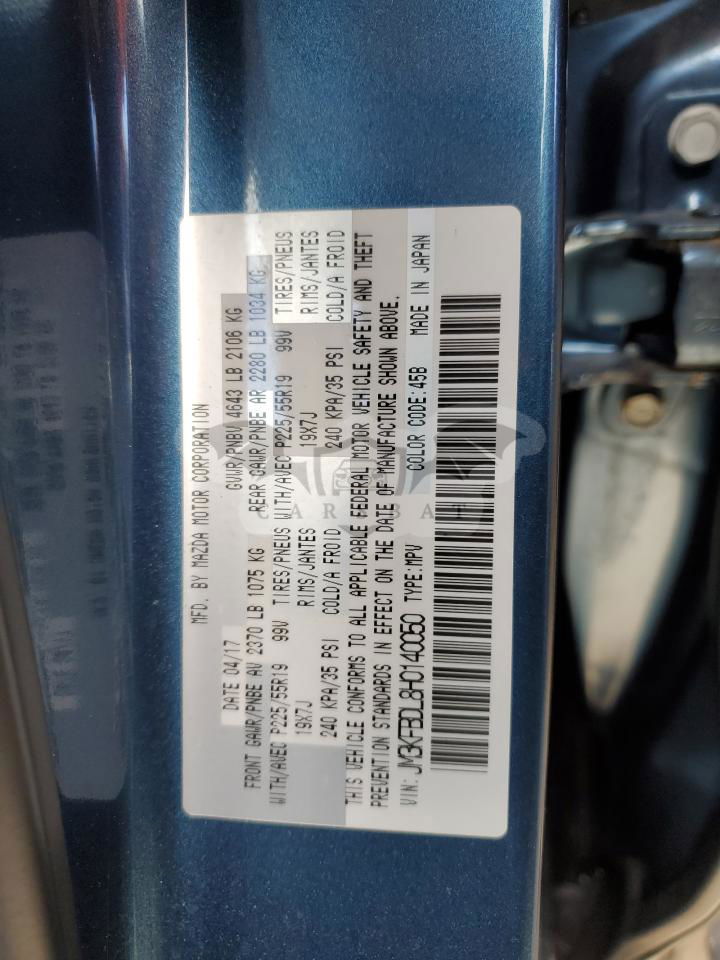 MFD. BY MAZDA MOTOR CORPORATION
DATE 04/17 GVWR/PNBV 4643 LB 2106 KG
FRONT GAWR/PNBE AV 2370 LB 1075 KG REAR GAWR/PNBE AR 2280 LB 1034 KG
WITH/AVEC P225/55R19 99V TIRES/PNEUS WITH/AVEC P225/55R19 99V TIRES/PNEUS
19X7J RIMS/JANTES 19X7J RIMS/JANTES
240 KPA/35 PSI COLD/A FROID 240 KPA/35 PSI COLD/A FROID
THIS VEHICLE CONFORMS TO ALL APPLICABLE FEDERAL MOTOR VEHICLE SAFETY AND THEFT
PREVENTION STANDARDS IN EFFECT ON THE DATE OF MANUFACTURE SHOWN ABOVE.
VIN: JM3KFBDL8H0140050 TYPE:MPV COLOR CODE:45B MADE IN JAPAN
CAR BAT